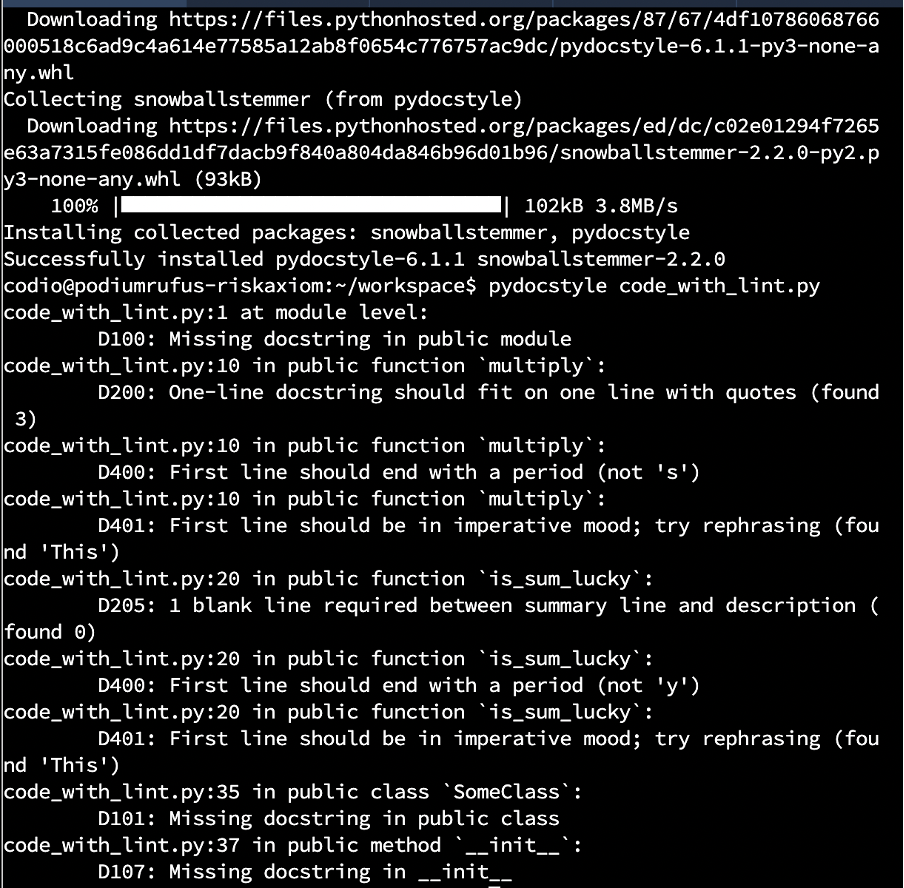 Downloading https://files.pythonhosted.org/packages/87/67/4df10786068766
000518c6ad9c4a614e77585a12ab8f0654c776757ac9dc/pydocstyle-6.1.1-py3-none-a
ny.whl
Collecting snowballstemmer (from pydocstyle)
  Downloading https://files.pythonhosted.org/packages/ed/dc/c02e01294f7265
e63a7315fe086dd1df7dacb9f840a804da846b96d01b96/snowballstemmer-2.2.0-py2.p
y3-none-any.whl (93kB)
    100% |████████████████████████████████| 102kB 3.8MB/s
Installing collected packages: snowballstemmer, pydocstyle
Successfully installed pydocstyle-6.1.1 snowballstemmer-2.2.0
codio@podiumrufus-riskaxiom:~/workspace$ pydocstyle code_with_lint.py
code_with_lint.py:1 at module level:
        D100: Missing docstring in public module
code_with_lint.py:10 in public function `multiply`:
        D200: One-line docstring should fit on one line with quotes (found
 3)
code_with_lint.py:10 in public function `multiply`:
        D400: First line should end with a period (not 's')
code_with_lint.py:10 in public function `multiply`:
        D401: First line should be in imperative mood; try rephrasing (fou
nd 'This')
code_with_lint.py:20 in public function `is_sum_lucky`:
        D205: 1 blank line required between summary line and description (
found 0)
code_with_lint.py:20 in public function `is_sum_lucky`:
        D400: First line should end with a period (not 'y')
code_with_lint.py:20 in public function `is_sum_lucky`:
        D401: First line should be in imperative mood; try rephrasing (fou
nd 'This')
code_with_lint.py:35 in public class `SomeClass`:
        D101: Missing docstring in public class
code_with_lint.py:37 in public method `__init__`:
        D107: Missing docstring in __init__